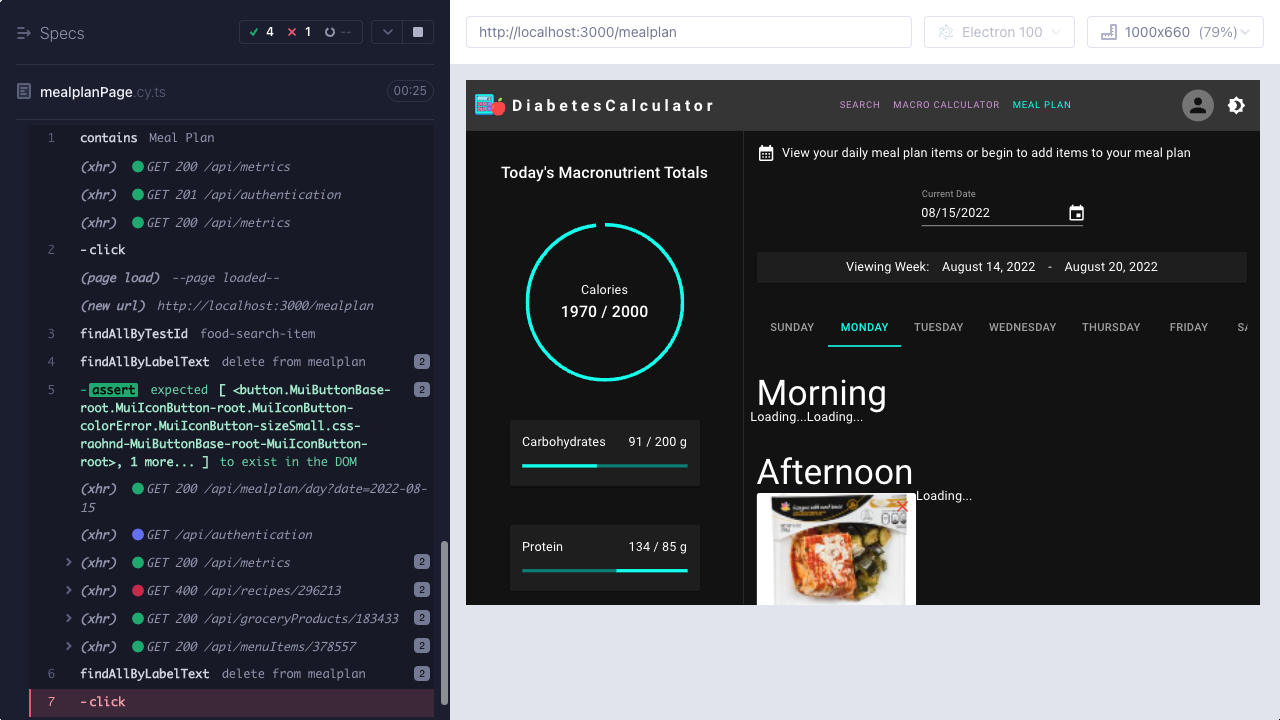 Specs
4
1
--
mealplanPage.cy.ts
00:25
1 contains Meal Plan
(xhr) GET 200 /api/metrics
(xhr) GET 201 /api/authentication
(xhr) GET 200 /api/metrics
2 -click
(page load) --page loaded--
(new url) http://localhost:3000/mealplan
3 findAllByTestId food-search-item
4 findAllByLabelText delete from mealplan 2
5 -assert expected [ <button.MuiButtonBase- 2
root.MuiIconButton-root.MuiIconButton-
colorError.MuiIconButton-sizeSmall.css-
raohnd-MuiButtonBase-root-MuiIconButton-
root>, 1 more... ] to exist in the DOM
(xhr) GET 200 /api/mealplan/day?date=2022-08-
15
(xhr) GET /api/authentication
(xhr) GET 200 /api/metrics 2
(xhr) GET 400 /api/recipes/296213 2
(xhr) GET 200 /api/groceryProducts/183433 2
(xhr) GET 200 /api/menuItems/378557 2
6 findAllByLabelText delete from mealplan 2
7 -click
http://localhost:3000/mealplan
Electron 100
1000x660 (79%)
DiabetesCalculator
SEARCH MACRO CALCULATOR MEAL PLAN
Today's Macronutrient Totals
Calories
1970 / 2000
Carbohydrates 91 / 200 g
Protein 134 / 85 g
View your daily meal plan items or begin to add items to your meal plan
Current Date
08/15/2022
Viewing Week: August 14, 2022 - August 20, 2022
SUNDAY MONDAY TUESDAY WEDNESDAY THURSDAY FRIDAY
Morning
Loading...Loading...
Afternoon
Loading...